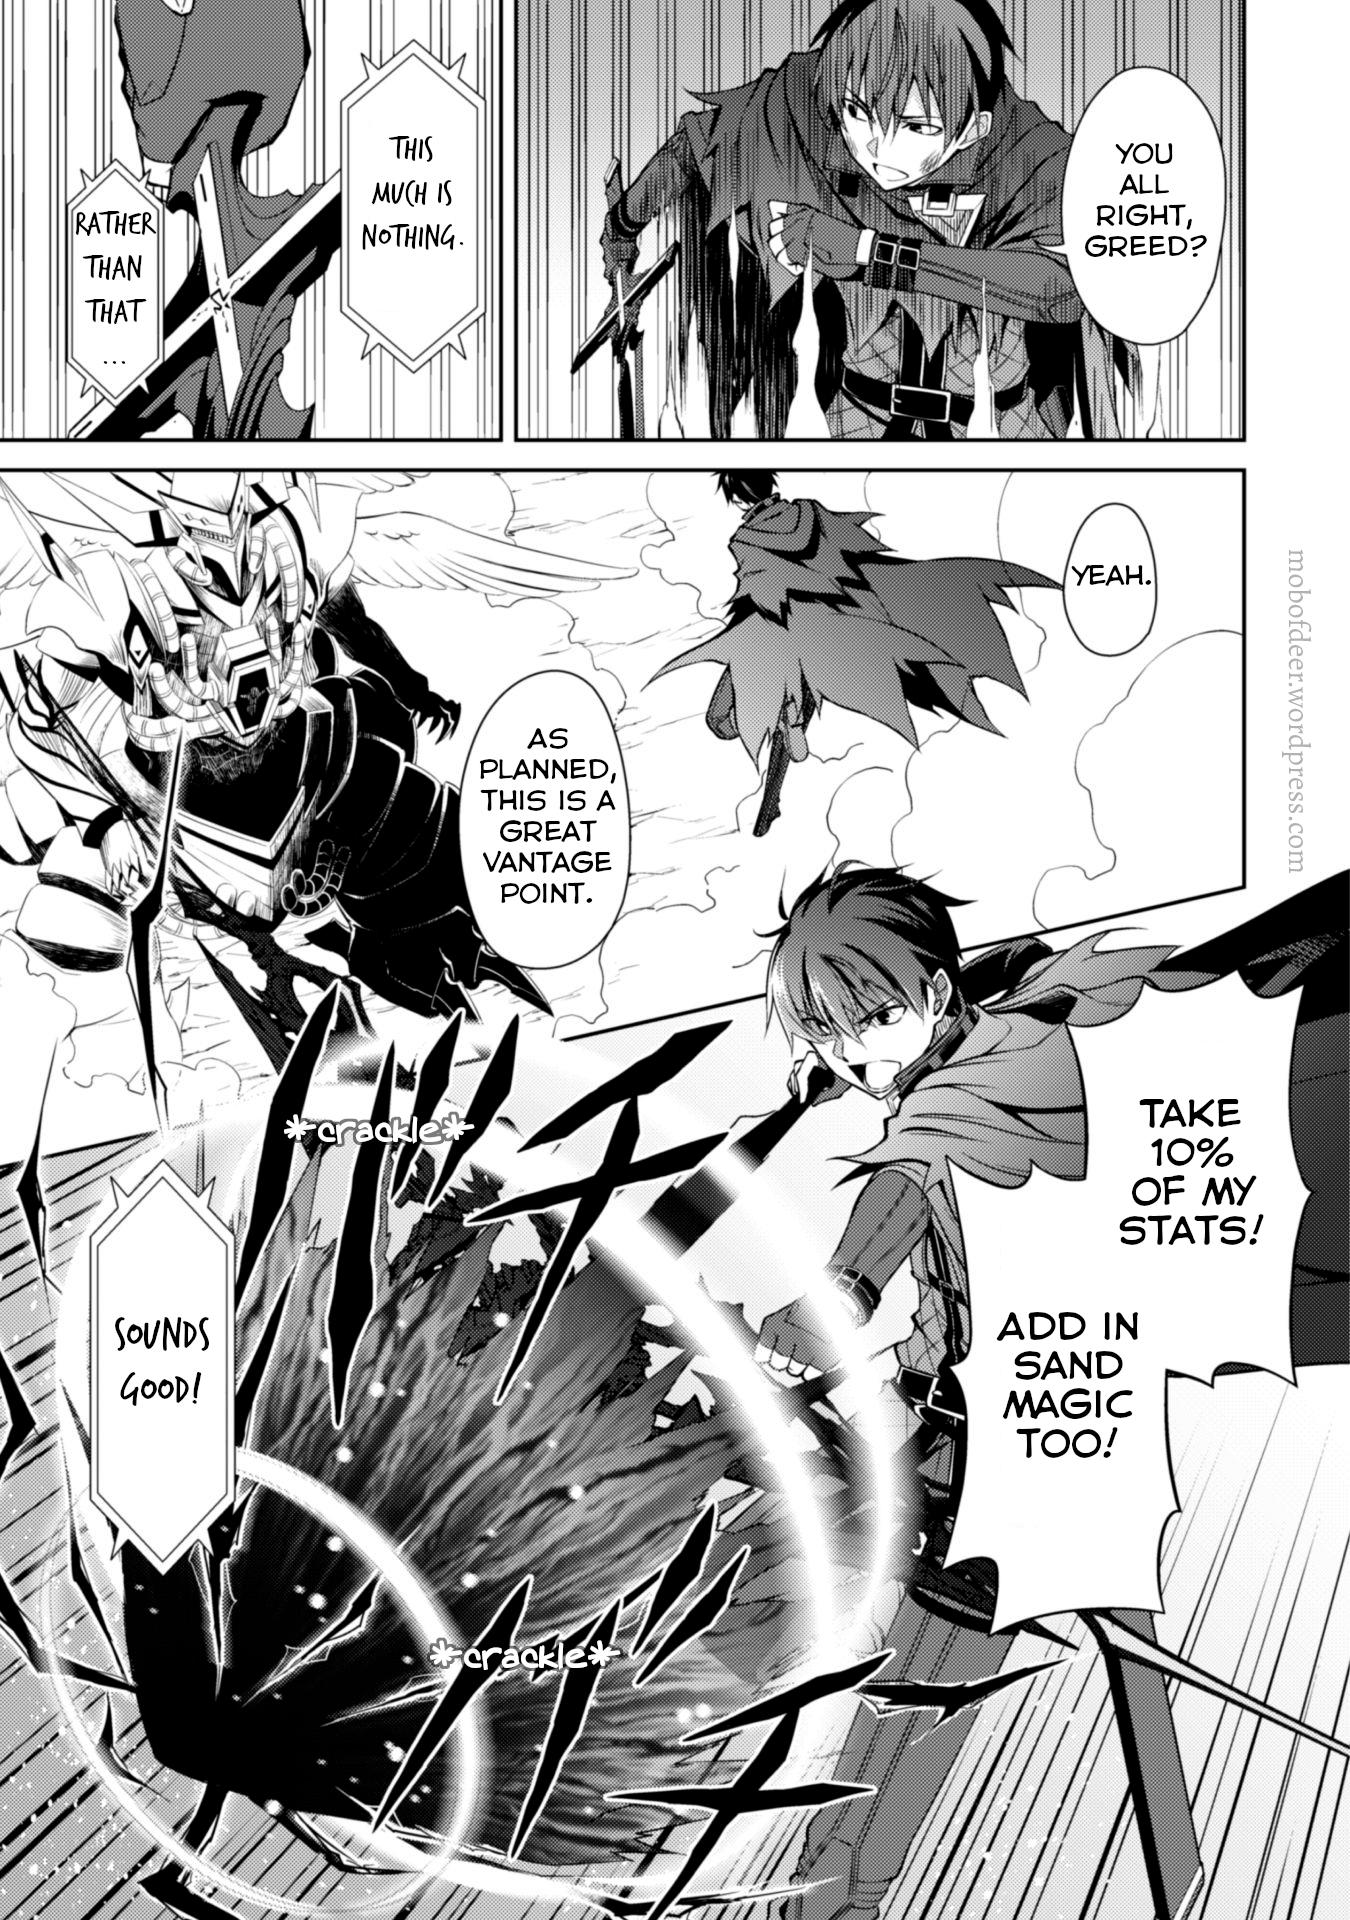 YOU
ALL
RIGHT,
GREED?
THIS
MUCH IS
NOTHING.
RATHER
THAN
THAT
...
YEAH.
AS
PLANNED,
THIS IS A
GREAT
VANTAGE
POINT.
TAKE
10%
OF MY
STATS!
ADD IN
SAND
MAGIC
TOO!
*crackle*
SOUNDS
GOOD!
*crackle*
mobofdeer.wordpress.com